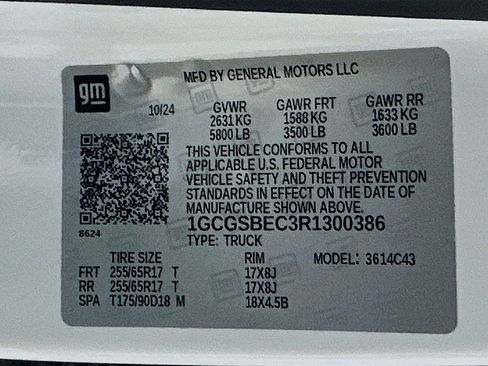 gm
MFD BY GENERAL MOTORS LLC
10/24 GVWR GAWR FRT GAWR RR
2631 KG 1588 KG 1633 KG
5800 LB 3500 LB 3600 LB
THIS VEHICLE CONFORMS TO ALL
APPLICABLE U.S. FEDERAL MOTOR
VEHICLE SAFETY AND THEFT PREVENTION
STANDARDS IN EFFECT ON THE DATE OF
MANUFACTURE SHOWN ABOVE.
1GCGSBEC3R1300386
8624
TYPE: TRUCK
TIRE SIZE RIM MODEL: 3614C43
FRT 255/65R17 T 17X8J
RR 255/65R17 T 17X8J
SPA T175/90D18 M 18X4.5B